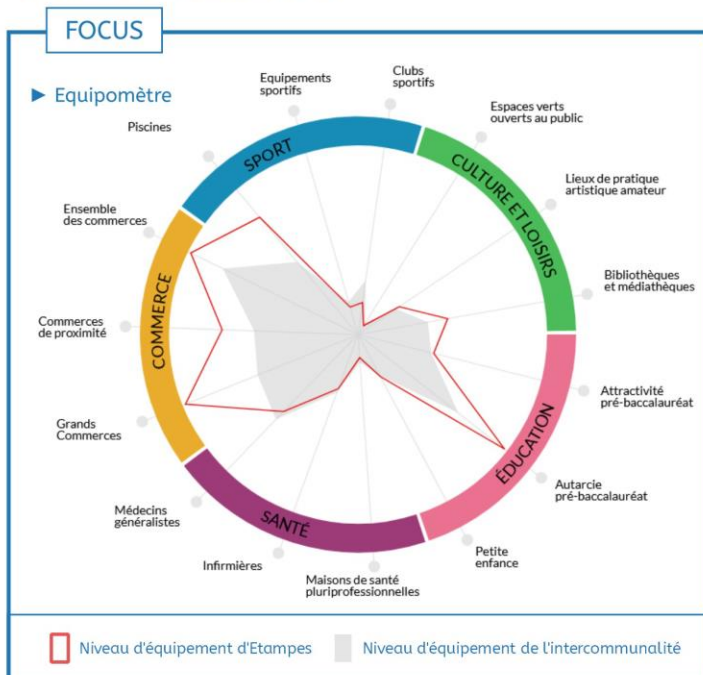 FOCUS
► Equipomètre
Clubs
sportifs
Equipements
sportifs
Espaces verts
ouverts au public
Piscines
SPORT
CULTURE ET LOISIRS
Lieux de pratique
artistique amateur
Ensemble
des commerces
Bibliothèques
et médiathèques
Commerces
de proximité
COMMERCE
Attractivité
pré-baccalauréat
Grands
Commerces
ÉDUCATION
Autarcie
pré-baccalauréat
Médecins
généralistes
SANTÉ
Petite
enfance
Infirmières
Maisons de santé
pluriprofessionnelles
Niveau d'équipement d'Etampes
Niveau d'équipement de l'intercommunalité